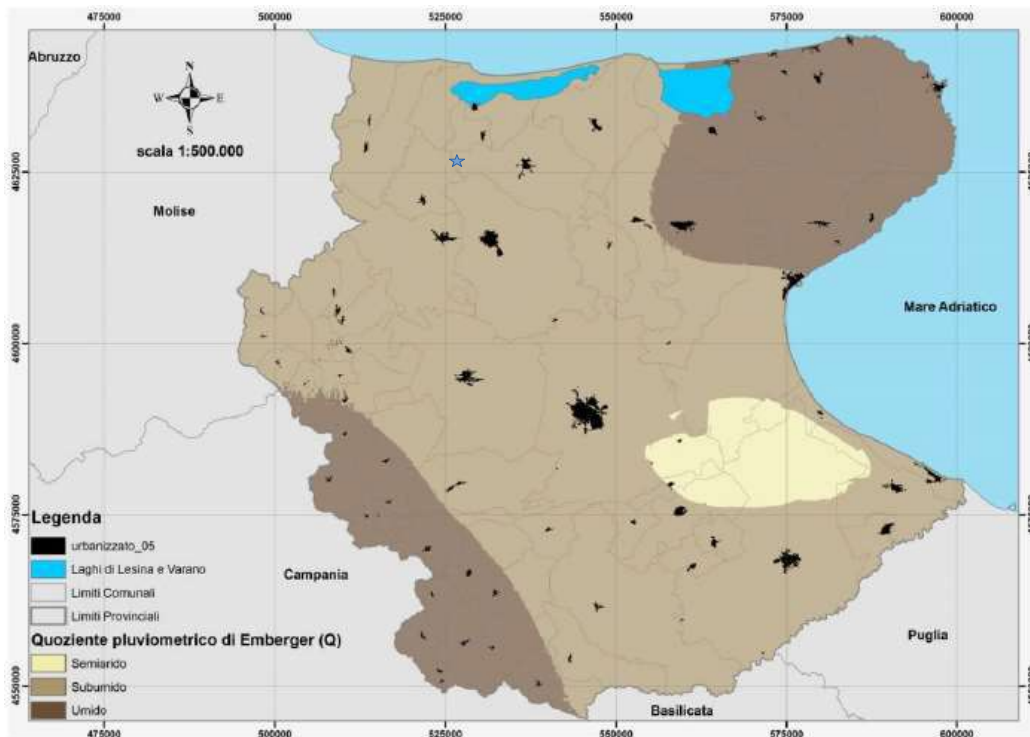 475000 500000 525000 550000 575000 600000
Abruzzo
N
W E
S
scala 1:500.000
4625000
Molise
Mare Adriatico
4600000
4575000
Legenda
urbanizzato_05
Laghi di Lesina e Varano
Limiti Comunali
Limiti Provinciali
Campania
Puglia
Quoziente pluviometrico di Emberger (Q)
Semiarido
Subumido
Umido
4550000
Basilicata
475000 500000 525000 550000 575000 600000